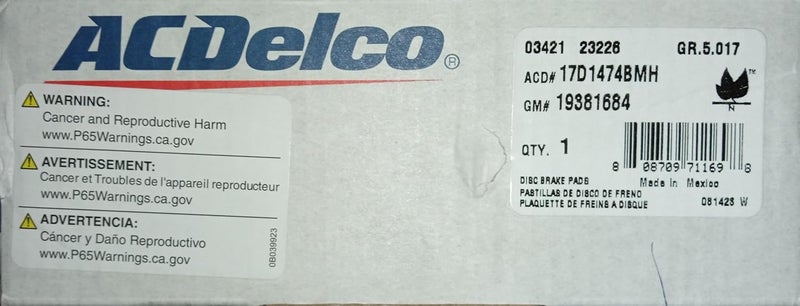 ACDelco®
WARNING:
Cancer and Reproductive Harm
www.P65Warnings.ca.gov
AVERTISSEMENT:
Cancer et Troubles de l'appareil reproducteur
www.P65Warnings.ca.gov
ADVERTENCIA:
Cáncer y Daño Reproductivo
www.P65Warnings.ca.gov
0B039923
03421 23226 GR.5.017
ACD# 17D1474BMH
GM# 19381684
TM
N
QTY. 1
8 08709 71169 8
DISC BRAKE PADS Made In Mexico
PASTILLAS DE DISCO DE FRENO
PLAQUETTE DE FREINS A DISQUE 081423 W